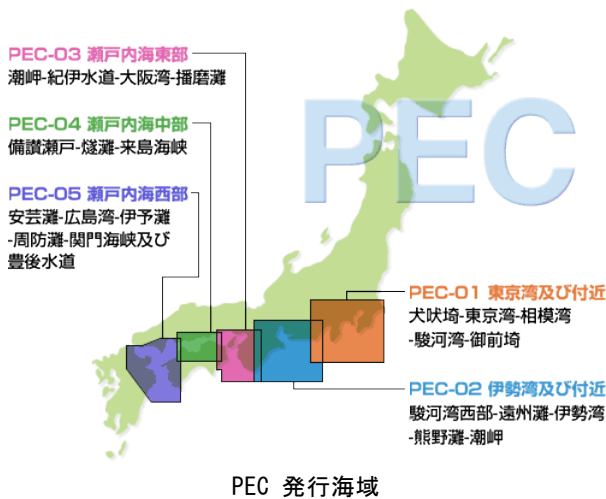 PEC-03 瀬戸内海東部
潮岬-紀伊水道-大阪湾-播磨灘
PEC-04 瀬戸内海中部
備讃瀬戸-燧灘-来島海峡
PEC-05 瀬戸内海西部
安芸灘-広島湾-伊予灘
-周防灘-関門海峡及び
豊後水道
PEC
PEC-01 東京湾及び付近
犬吠埼-東京湾-相模湾
-駿河湾-御前埼
PEC-02 伊勢湾及び付近
駿河湾西部-遠州灘-伊勢湾
-熊野灘-潮岬
PEC 発行海域